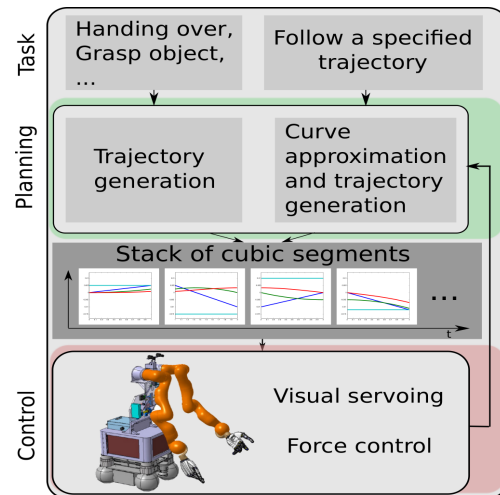 Task
Handing over,
Grasp object,
...
Follow a specified
trajectory
Planning
Trajectory
generation
Curve
approximation
and trajectory
generation
Stack of cubic segments
...
t
Control
Visual servoing
Force control